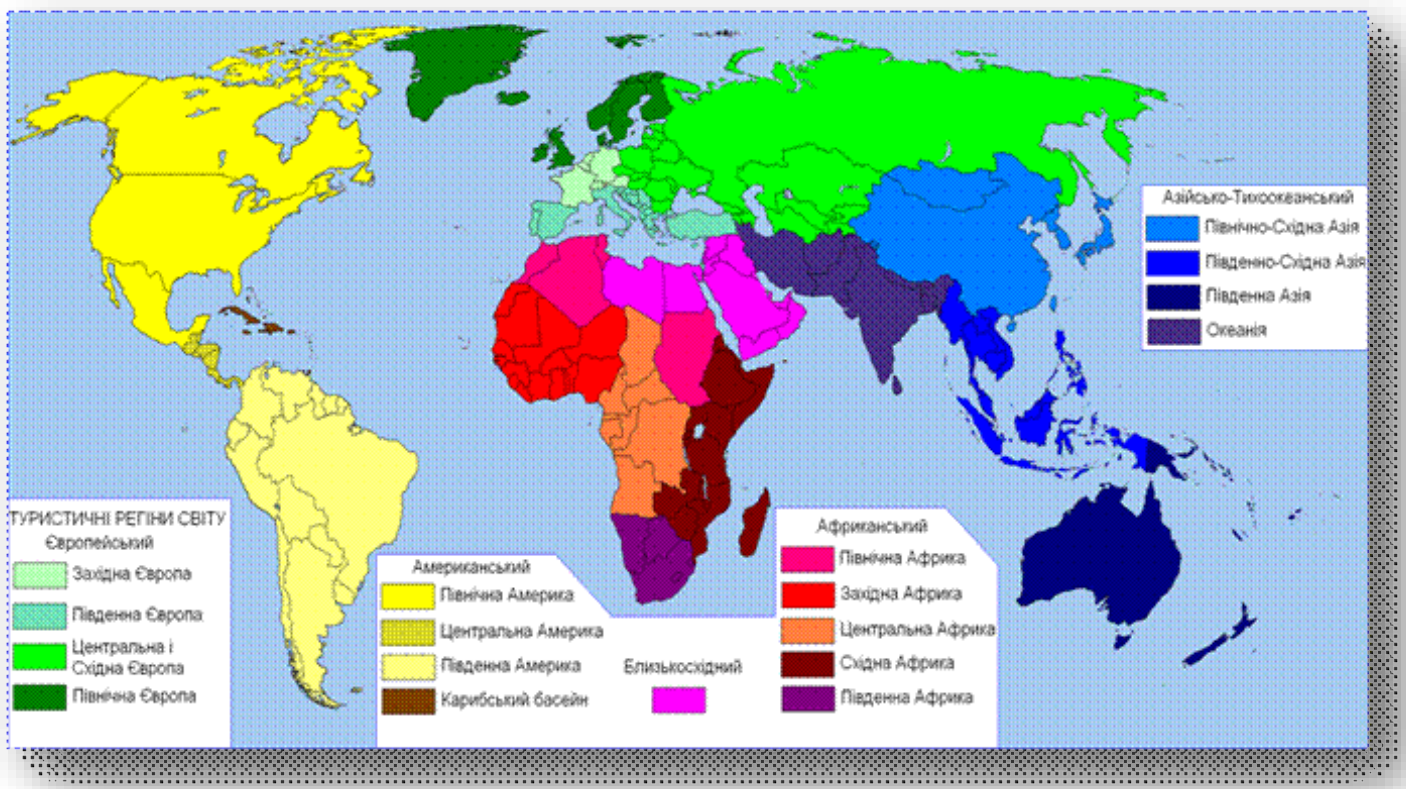 Азійсько-Тихоокеанський
Північно-Східна Азія
Південно-Східна Азія
Південна Азія
Океанія
ТУРИСТИЧНІ РЕГІНИ СВІТУ
Європейський
Західна Європа
Південна Європа
Центральна і
Східна Європа
Північна Європа
Американський
Північна Америка
Центральна Америка
Південна Америка
Карибський басейн
Близькосхідний
Африканський
Північна Африка
Західна Африка
Центральна Африка
Східна Африка
Південна Африка